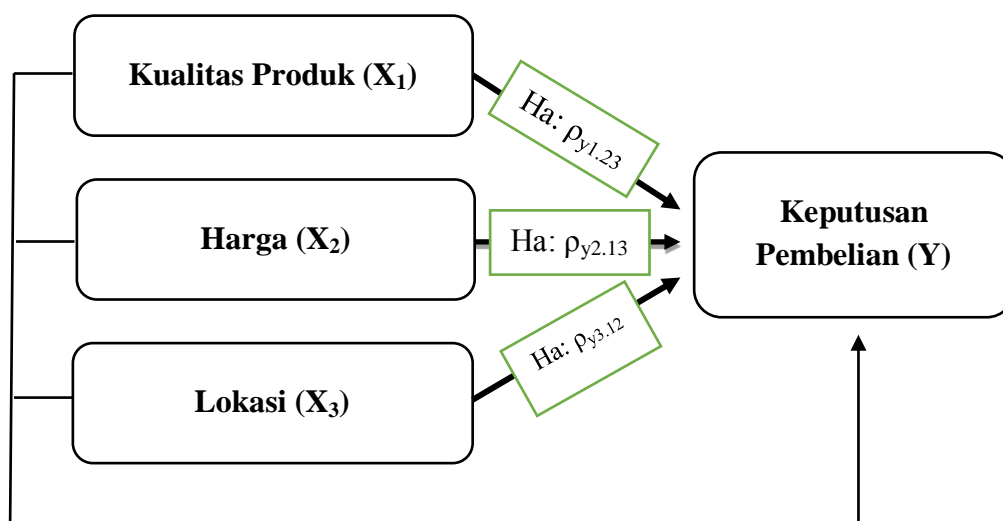 Kualitas Produk (X₁)
Ha: ρy1.23
Harga (X₂)
Ha: ρy2.13
Keputusan
Pembelian (Y)
Ha: ρy3.12
Lokasi (X₃)